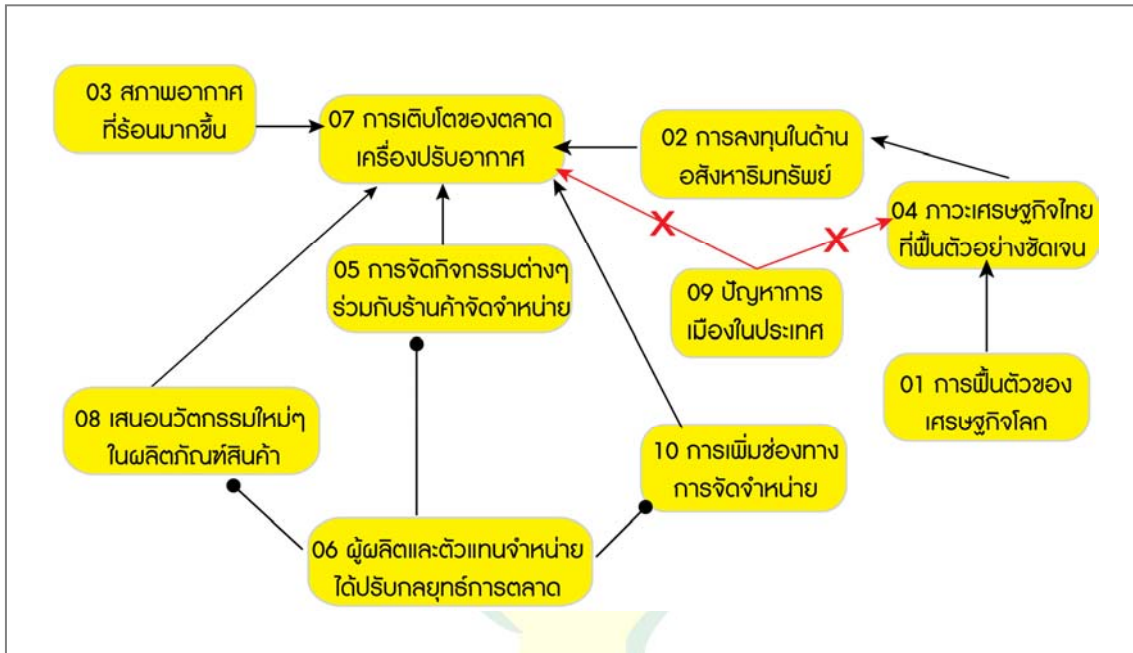 03 สภาพอากาศ
ที่ร้อนมากขึ้น
07 การเติบโตของตลาด
เครื่องปรับอากาศ
02 การลงทุนในด้าน
อสังหาริมทรัพย์
04 ภาวะเศรษฐกิจไทย
ที่ฟื้นตัวอย่างชัดเจน
05 การจัดกิจกรรมต่างๆ
ร่วมกับร้านค้าจัดจำหน่าย
09 ปัญหาการ
เมืองในประเทศ
01 การฟื้นตัวของ
เศรษฐกิจโลก
08 เสนอนวัตกรรมใหม่ๆ
ในผลิตภัณฑ์สินค้า
10 การเพิ่มช่องทาง
การจัดจำหน่าย
06 ผู้ผลิตและตัวแทนจำหน่าย
ได้ปรับกลยุทธ์การตลาด